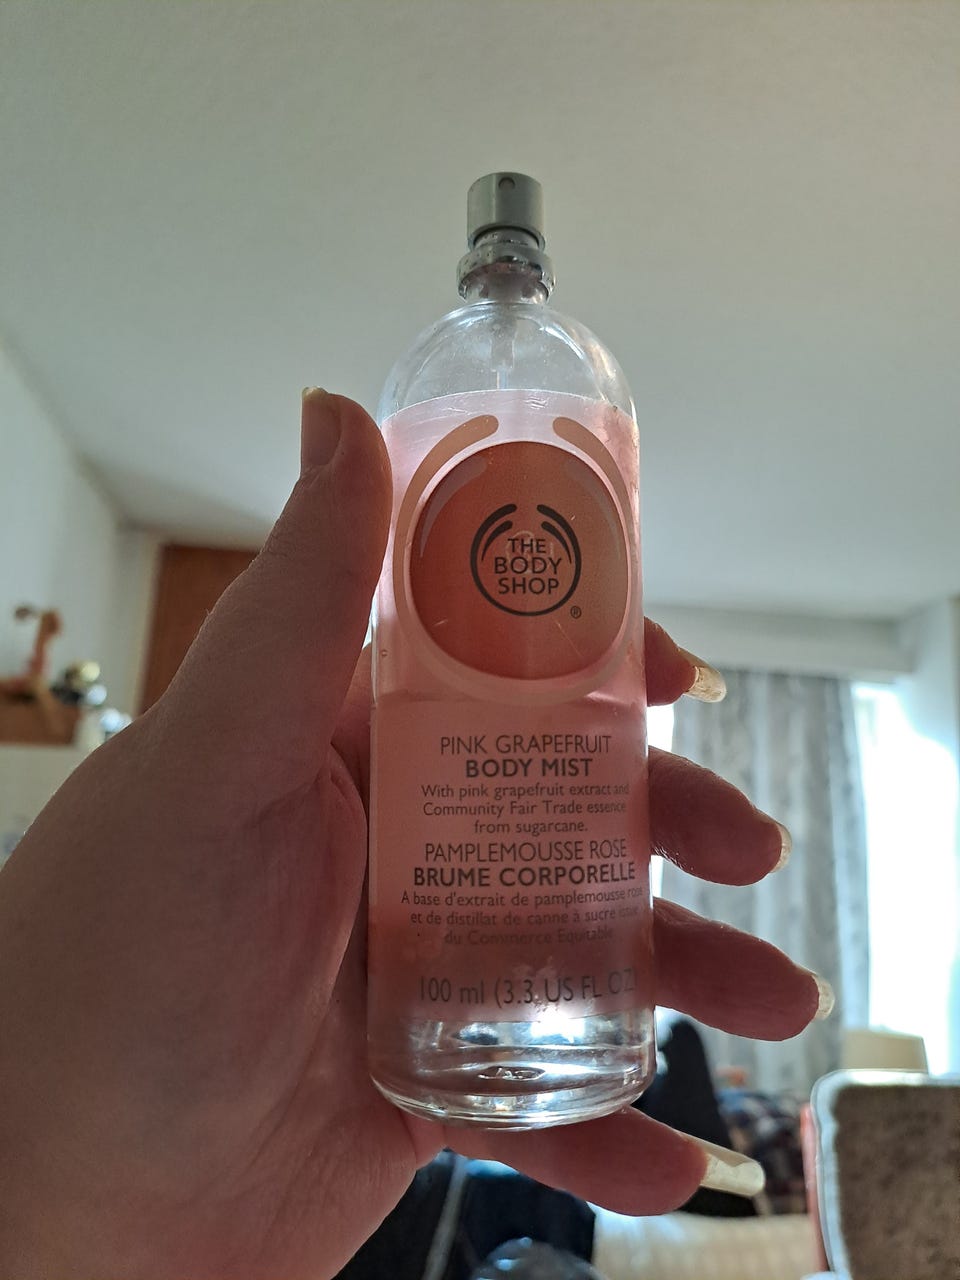 THE
BODY
SHOP
®
PINK GRAPEFRUIT
BODY MIST
With pink grapefruit extract and
Community Fair Trade essence
from sugarcane.
PAMPLEMOUSSE ROSE
BRUME CORPORELLE
A base d'extrait de pamplemousse rose
et de distillat de canne à sucre issue
du Commerce Equitable
100 ml (3.3 US FL OZ)